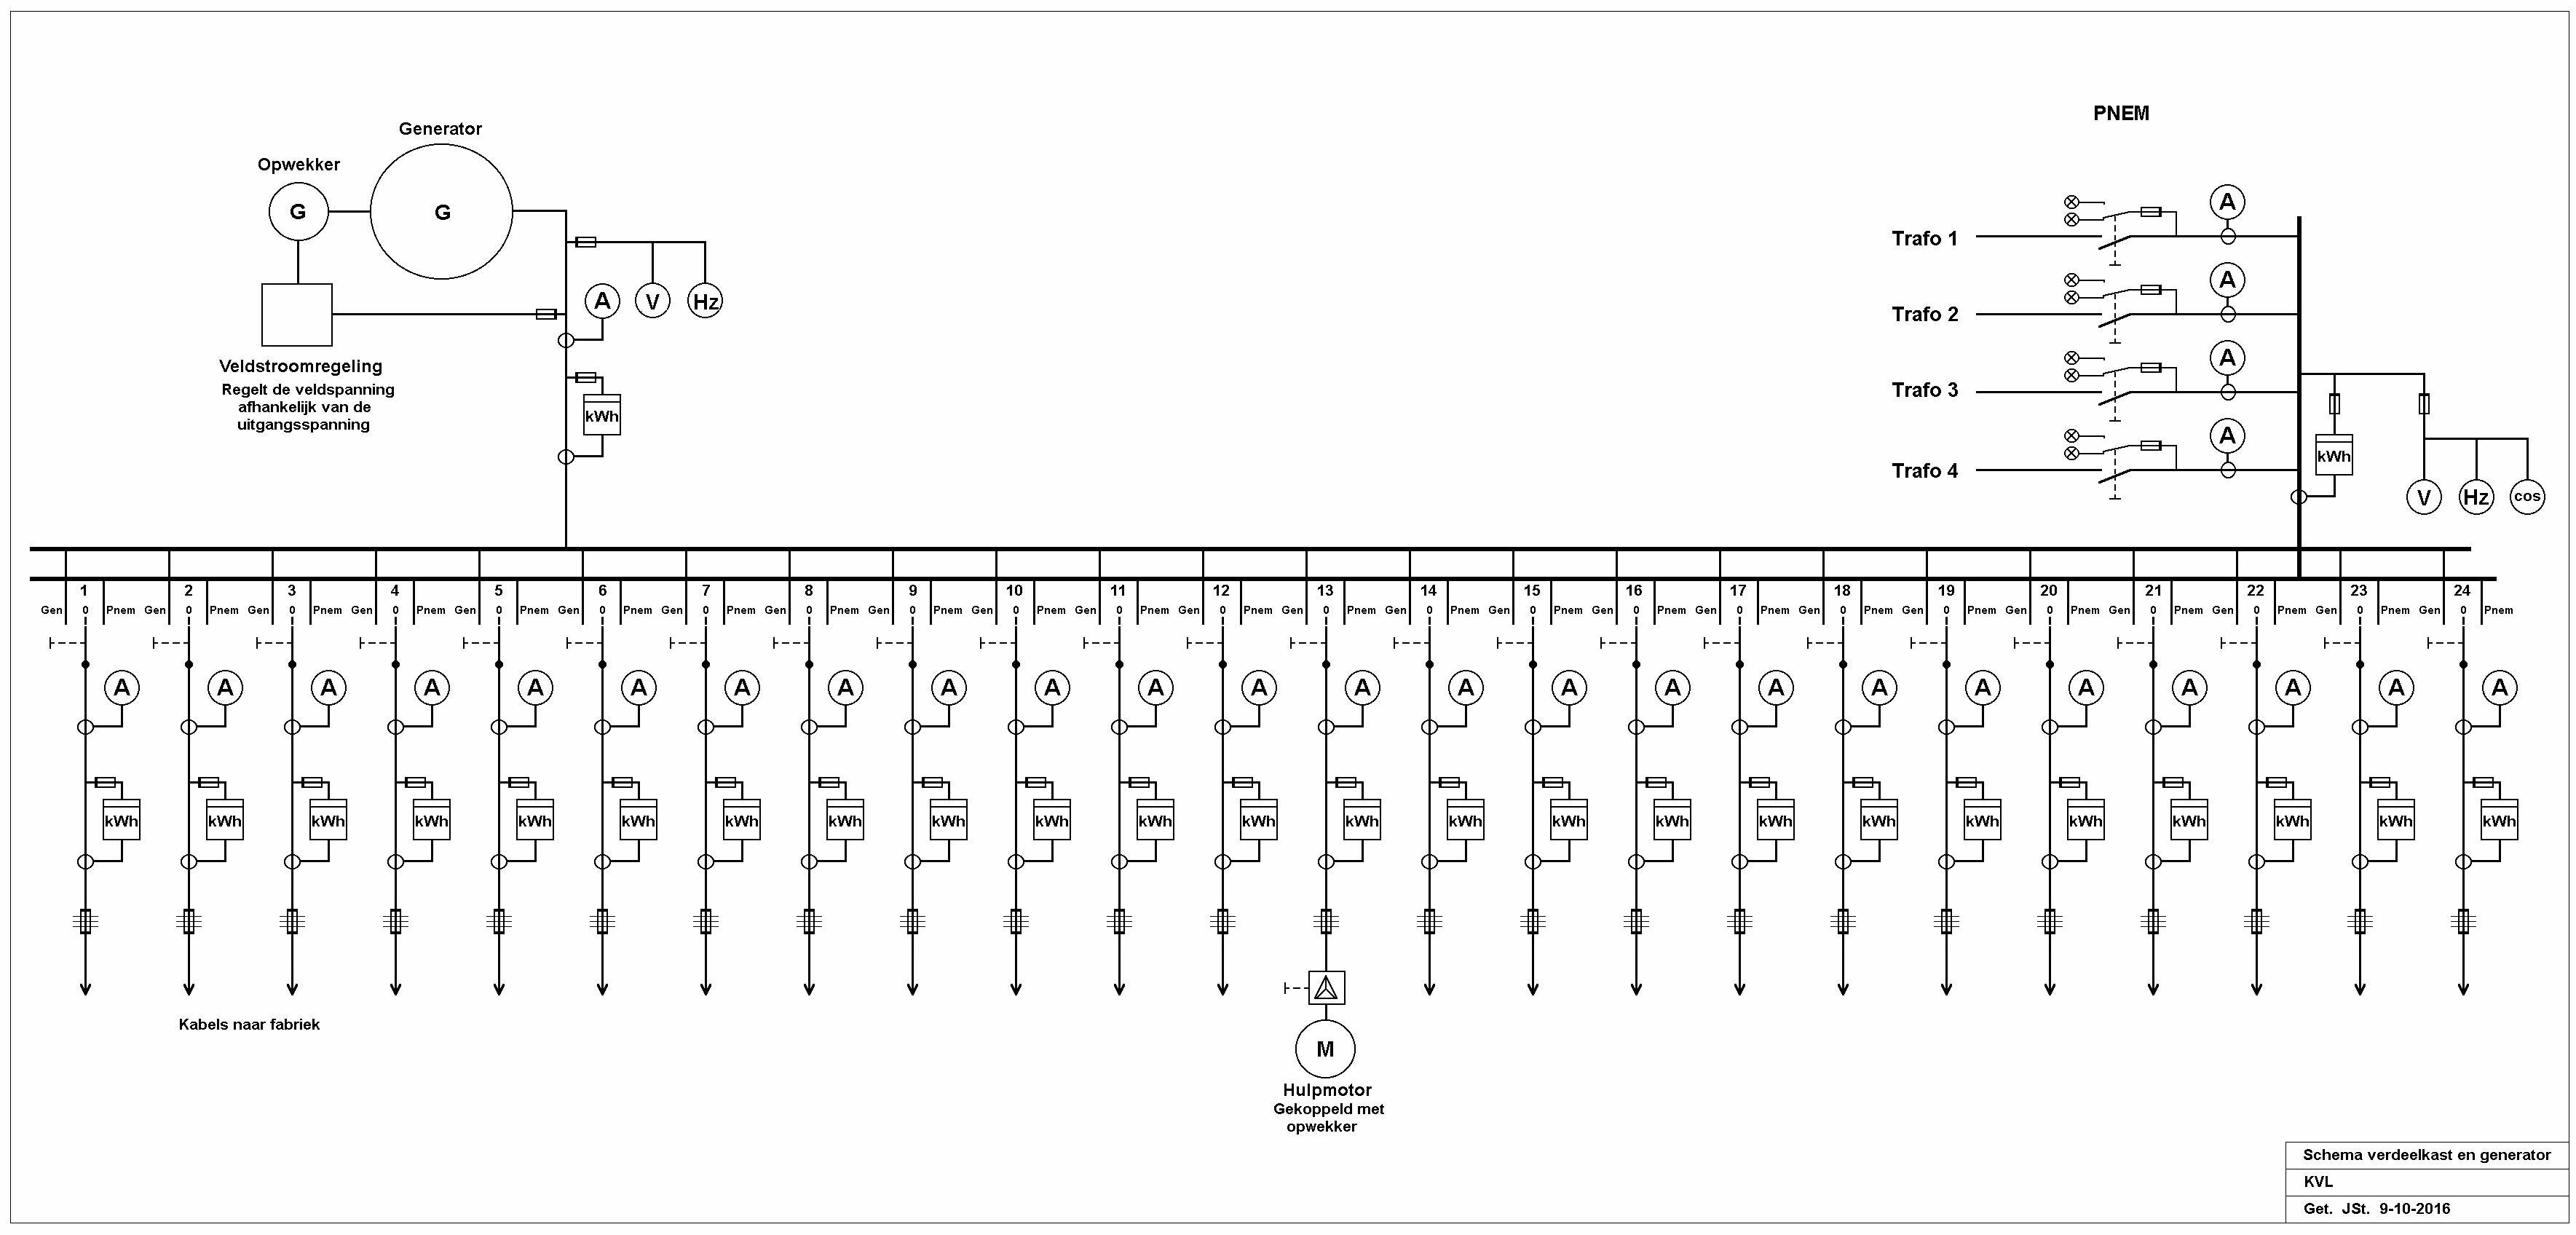 PNEM
Generator
Opwekker
G
G
A
V
Hz
Veldstroomregeling
Regelt de veldspanning
afhankelijk van de
uitgangsspanning
kWh
Trafo 1
A
Trafo 2
A
Trafo 3
A
Trafo 4
A
kWh
V
Hz
cos
1 2 3 4 5 6 7 8 9 10 11 12 13 14 15 16 17 18 19 20 21 22 23 24
Gen 0 Pnem Gen 0 Pnem Gen 0 Pnem Gen 0 Pnem Gen 0 Pnem Gen 0 Pnem Gen 0 Pnem Gen 0 Pnem Gen 0 Pnem Gen 0 Pnem Gen 0 Pnem Gen 0 Pnem Gen 0 Pnem Gen 0 Pnem Gen 0 Pnem Gen 0 Pnem Gen 0 Pnem Gen 0 Pnem Gen 0 Pnem Gen 0 Pnem Gen 0 Pnem Gen 0 Pnem Gen 0 Pnem Gen 0 Pnem
A A A A A A A A A A A A A A A A A A A A A A A A
kWh kWh kWh kWh kWh kWh kWh kWh kWh kWh kWh kWh kWh kWh kWh kWh kWh kWh kWh kWh kWh kWh kWh kWh
Kabels naar fabriek
M
Hulpmotor
Gekoppeld met
opwekker
Schema verdeelkast en generator
KVL
Get. JSt. 9-10-2016